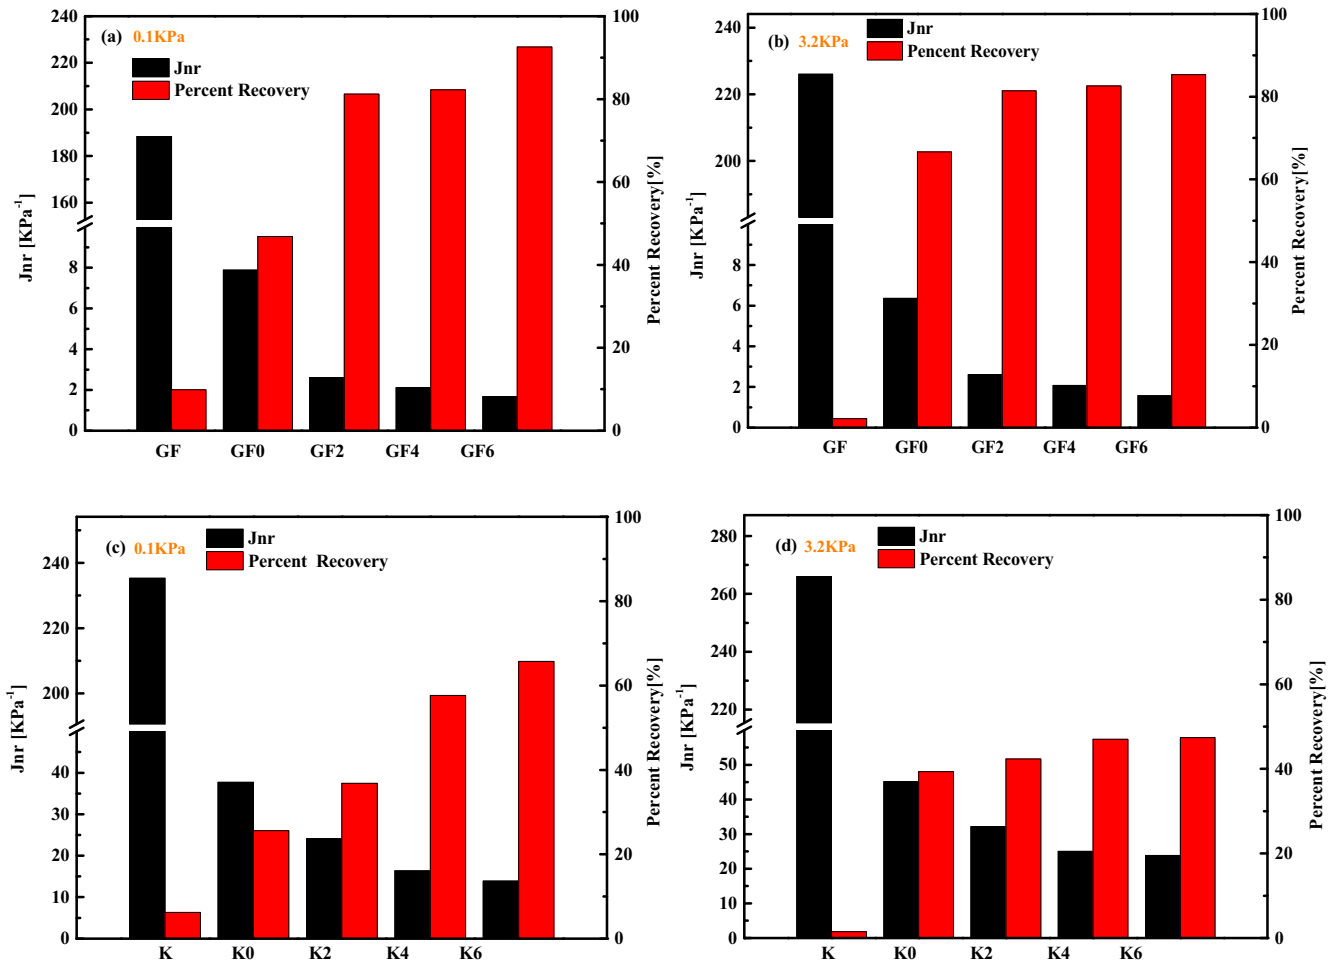 (a) 0.1KPa
Jnr
Percent Recovery
240
220
200
180
160
8
6
4
2
0
Jnr [KPa-1]
100
80
60
40
20
0
Percent Recovery[%]
GF GF0 GF2 GF4 GF6
(b) 3.2KPa
Jnr
Pencent Recovery
240
220
200
8
6
4
2
0
Jnr [KPa-1]
100
80
60
40
20
0
Percent Recovery[%]
GF GF0 GF2 GF4 GF6
(c) 0.1KPa
Jnr
Percent Recovery
240
220
200
40
30
20
10
0
Jnr [KPa-1]
100
80
60
40
20
0
Percent Recovery[%]
K K0 K2 K4 K6
(d) 3.2KPa
Jnr
Percent Recovery
280
260
240
220
50
40
30
20
10
0
Jnr [KPa-1]
100
80
60
40
20
0
Percent Recovery[%]
K K0 K2 K4 K6